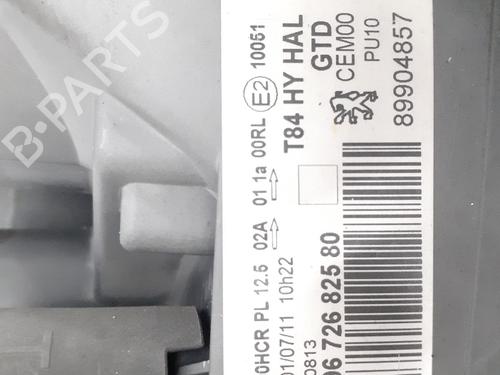 T84 HY HAL
GTD
CEM00
PU10
89904857
E2 10051
0HCR PL 12.5 02A 01 1a 00RL
01/07/11 10h22
0813
96 726 825 80
B-PARTS